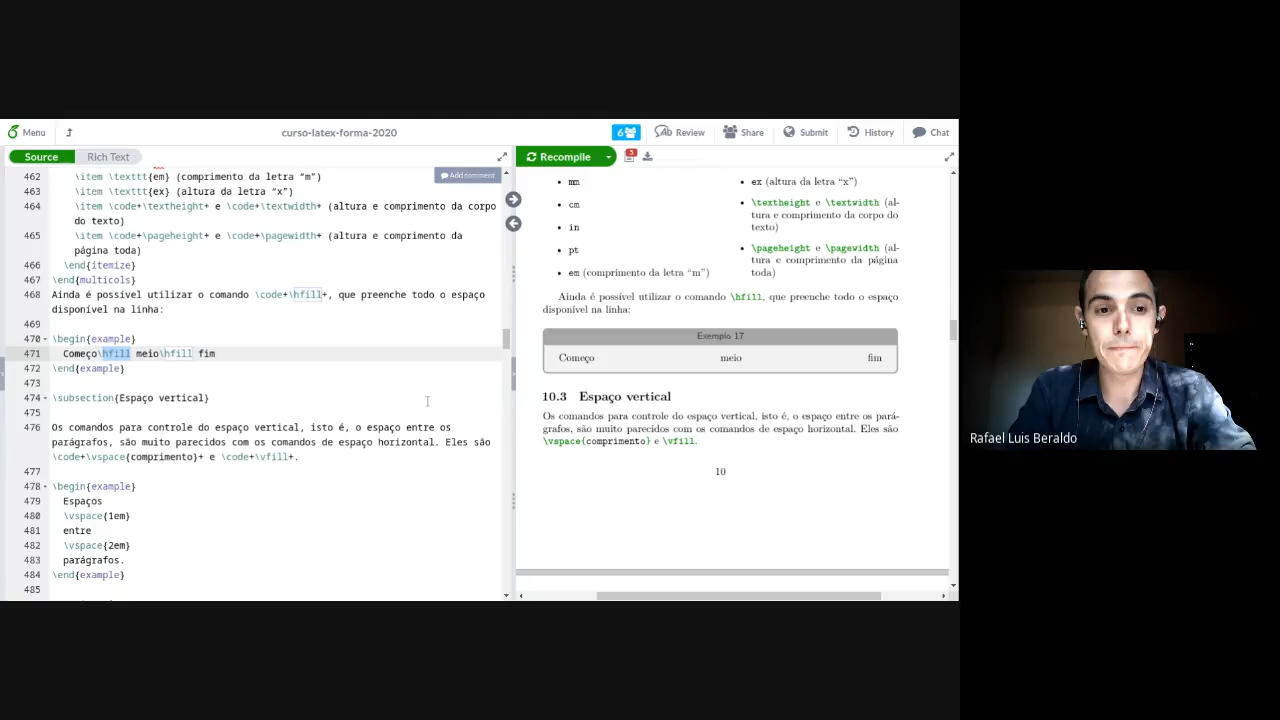 Menu
curso-latex-forma-2020
6
Review
Share
Submit
History
Chat
Source
Rich Text
Recompile
5
Add comment
462 \item \texttt{em} (comprimento da letra “m”)
463 \item \texttt{ex} (altura da letra “x”)
464 \item \code+\textheight+ e \code+\textwidth+ (altura e comprimento da corpo
do texto)
465 \item \code+\pageheight+ e \code+\pagewidth+ (altura e comprimento da
página toda)
466 \end{itemize}
467 \end{multicols}
468 Ainda é possível utilizar o comando \code+\hfill+, que preenche todo o espaço
disponível na linha:
469
470 \begin{example}
471 Começo\hfill meio\hfill fim
472 \end{example}
473
474 \subsection{Espaço vertical}
475
476 Os comandos para controle do espaço vertical, isto é, o espaço entre os
parágrafos, são muito parecidos com os comandos de espaço horizontal. Eles são
\code+\vspace{comprimento}+ e \code+\vfill+.
477
478 \begin{example}
479 Espaços
480 \vspace{1em}
481 entre
482 \vspace{2em}
483 parágrafos.
484 \end{example}
485
• mm
• cm
• in
• pt
• em (comprimento da letra “m”)
• ex (altura da letra “x”)
• \textheight e \textwidth (al-
tura e comprimento da corpo do
texto)
• \pageheight e \pagewidth (al-
tura e comprimento da página
toda)
Ainda é possível utilizar o comando \hfill, que preenche todo o espaço
disponível na linha:
Exemplo 17
Começo meio fim
10.3 Espaço vertical
Os comandos para controle do espaço vertical, isto é, o espaço entre os pará-
grafos, são muito parecidos com os comandos de espaço horizontal. Eles são
\vspace{comprimento} e \vfill.
10
Rafael Luis Beraldo